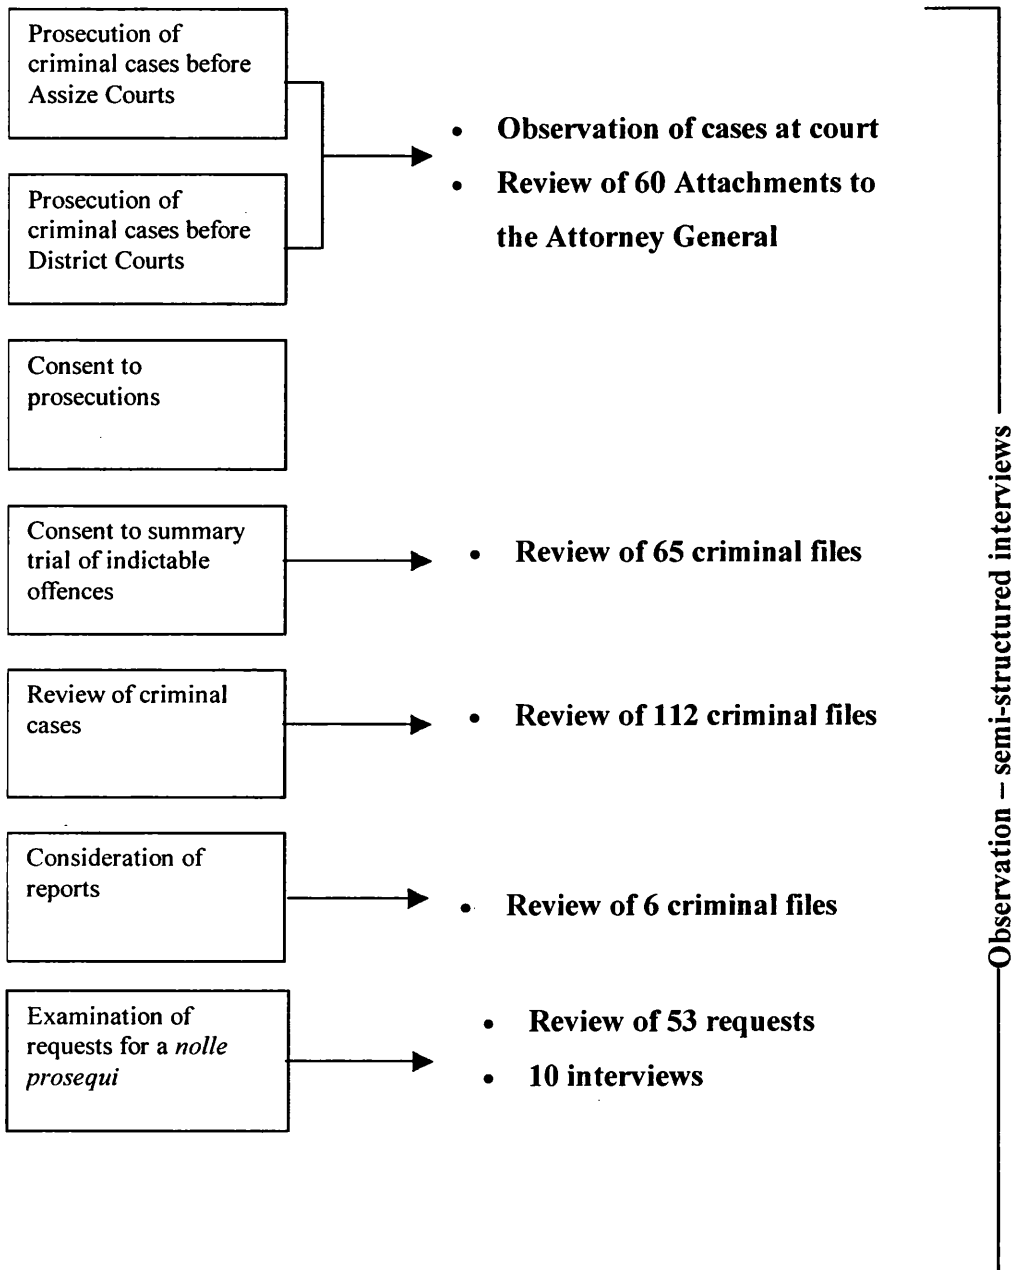 Prosecution of
criminal cases before
Assize Courts
Prosecution of
criminal cases before
District Courts
• Observation of cases at court
• Review of 60 Attachments to
the Attorney General
Consent to
prosecutions
Consent to summary
trial of indictable
offences
• Review of 65 criminal files
Review of criminal
cases
• Review of 112 criminal files
Consideration of
reports
• Review of 6 criminal files
Examination of
requests for a nolle
prosequi
• Review of 53 requests
• 10 interviews
Observation – semi-structured interviews